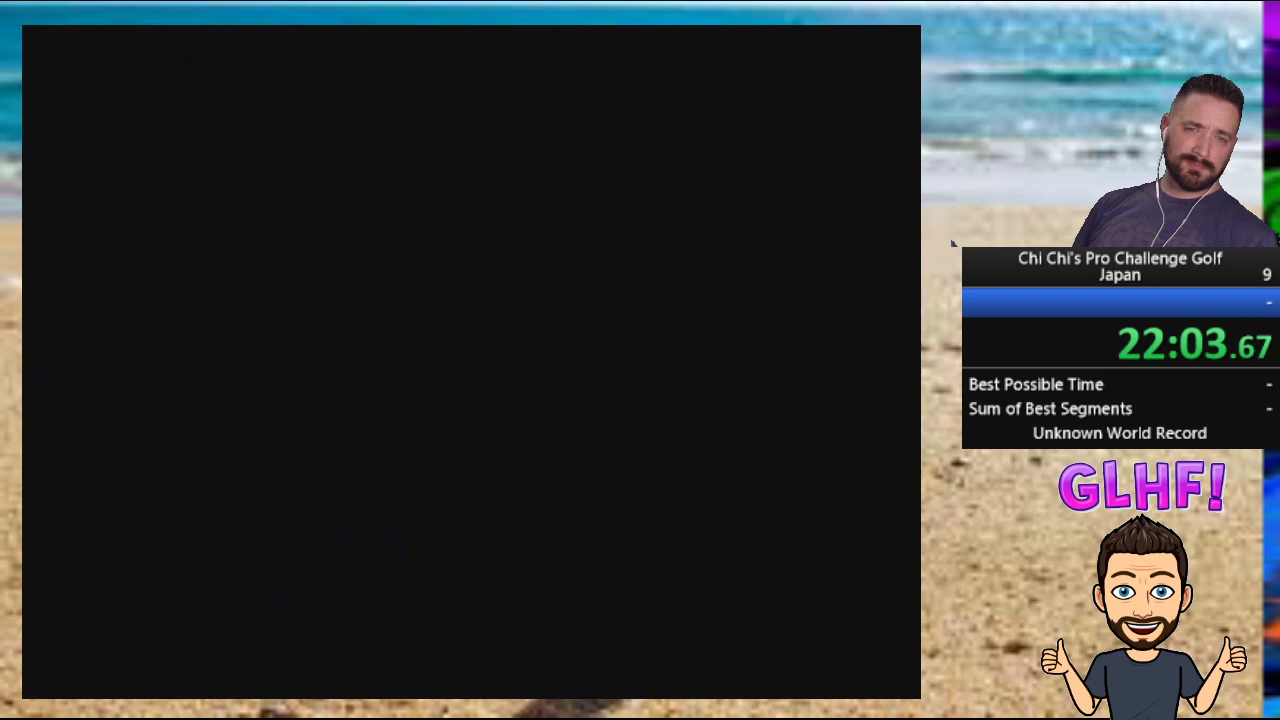 Chi Chi's Pro Challenge Golf
Japan 9
-
22:03.67
Best Possible Time -
Sum of Best Segments -
Unknown World Record
GLHF!